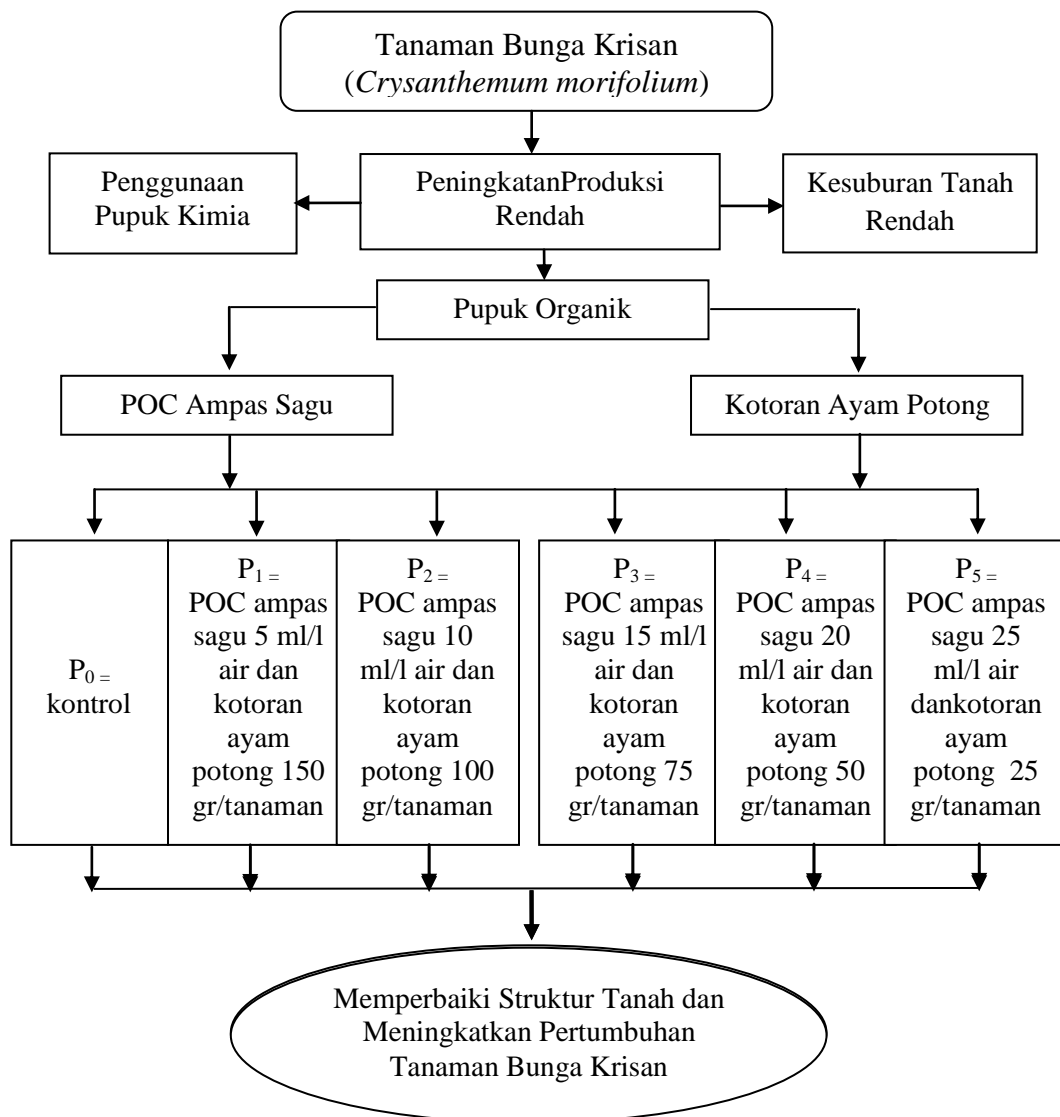 Tanaman Bunga Krisan
(Crysanthemum morifolium)
Penggunaan
Pupuk Kimia
PeningkatanProduksi
Rendah
Kesuburan Tanah
Rendah
Pupuk Organik
POC Ampas Sagu
Kotoran Ayam Potong
P0 =
kontrol
P1 =
POC ampas
sagu 5 ml/l
air dan
kotoran
ayam
potong 150
gr/tanaman
P2 =
POC ampas
sagu 10
ml/l air dan
kotoran
ayam
potong 100
gr/tanaman
P3 =
POC ampas
sagu 15 ml/l
air dan
kotoran
ayam
potong 75
gr/tanaman
P4 =
POC ampas
sagu 20
ml/l air dan
kotoran
ayam
potong 50
gr/tanaman
P5 =
POC ampas
sagu 25
ml/l air
dankotoran
ayam
potong 25
gr/tanaman
Memperbaiki Struktur Tanah dan
Meningkatkan Pertumbuhan
Tanaman Bunga Krisan